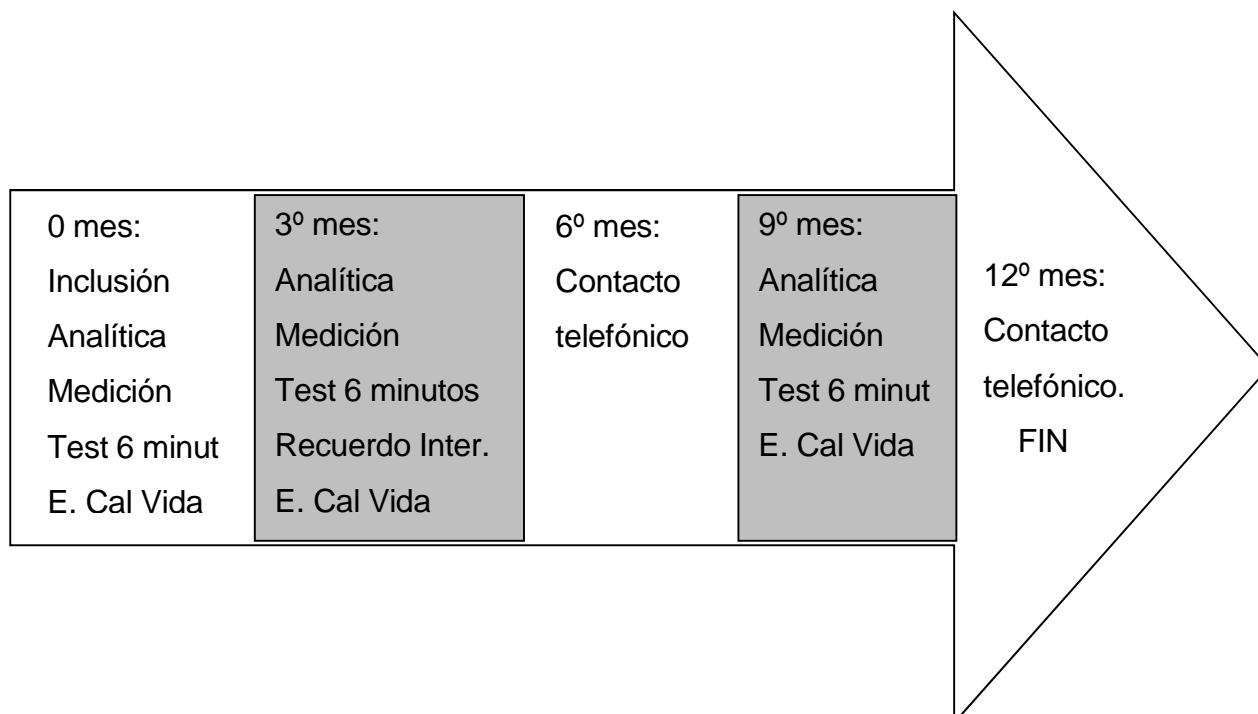 0 mes:
Inclusión
Analítica
Medición
Test 6 minut
E. Cal Vida
3º mes:
Analítica
Medición
Test 6 minutos
Recuerdo Inter.
E. Cal Vida
6º mes:
Contacto
telefónico
9º mes:
Analítica
Medición
Test 6 minut
E. Cal Vida
12º mes:
Contacto
telefónico.
FIN